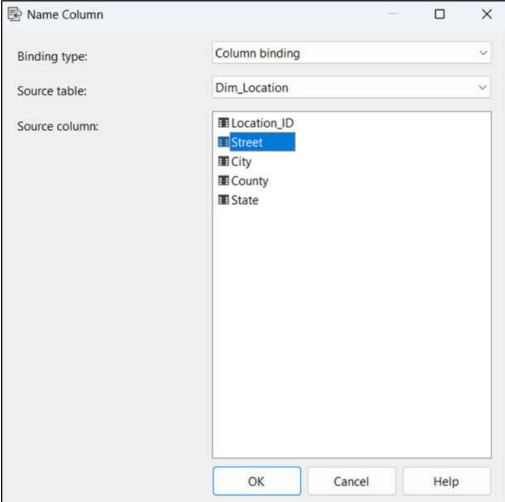 Name Column
Binding type: Column binding
Source table: Dim_Location
Source column: Location_ID
Street
City
County
State
OK Cancel Help